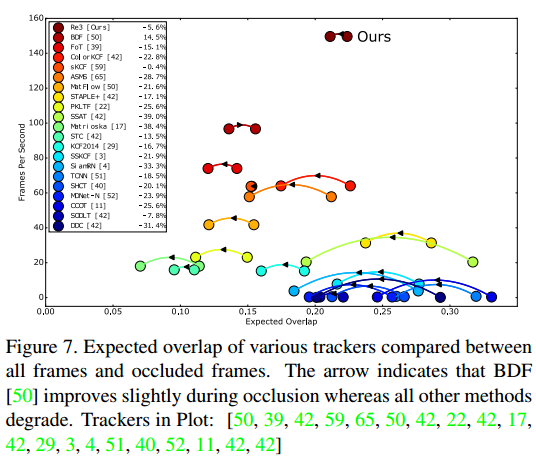 160
140
120
100
80
60
40
20
0
Frames Per Second
Re3 [Ours] -5.6%
BDF [50] 14.5%
FoT [39] -15.1%
ColorKCF [42] -22.8%
sKCF [59] -0.4%
ASMS [65] -28.7%
MatFlow [50] -21.6%
STAPLE+ [42] -17.1%
PKLTF [22] -25.6%
SSAT [42] -39.0%
Matrioska [17] -38.4%
STC [42] -13.5%
KCF2014 [29] -16.7%
SSKCF [3] -21.9%
SiamRN [4] -33.3%
TCNN [51] -18.5%
SHCT [40] -20.1%
MDNet-N [52] -23.9%
CCOT [11] -25.6%
SODLT [42] -7.8%
DDC [42] -31.4%
Ours
0.00 0.05 0.10 0.15 0.20 0.25 0.30
Expected Overlap
Figure 7. Expected overlap of various trackers compared between
all frames and occluded frames. The arrow indicates that BDF
[50] improves slightly during occlusion whereas all other methods
degrade. Trackers in Plot: [50, 39, 42, 59, 65, 50, 42, 22, 42, 17,
42, 29, 3, 4, 51, 40, 52, 11, 42, 42]